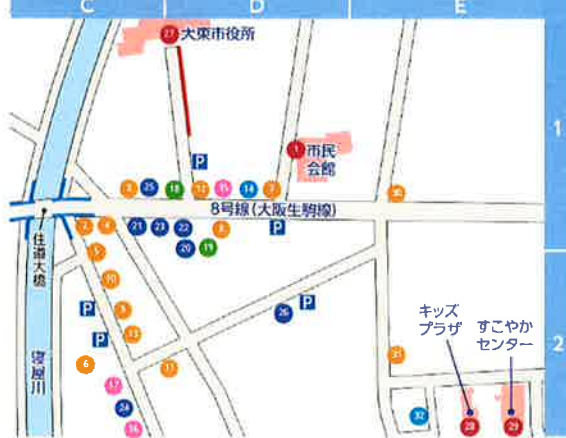 C
D
E
27 大東市役所
1
P
1 市民
会館
3 25 18 12 15 14 7
30
8号線(大阪生駒線)
2 4 21 23 22 8 P
20 19
住道大橋
5
10
P 9
26 P
P 13
キッズ
プラザ
すこやか
センター
2
6
11
31
寝屋川
17
24
16
32
28
29